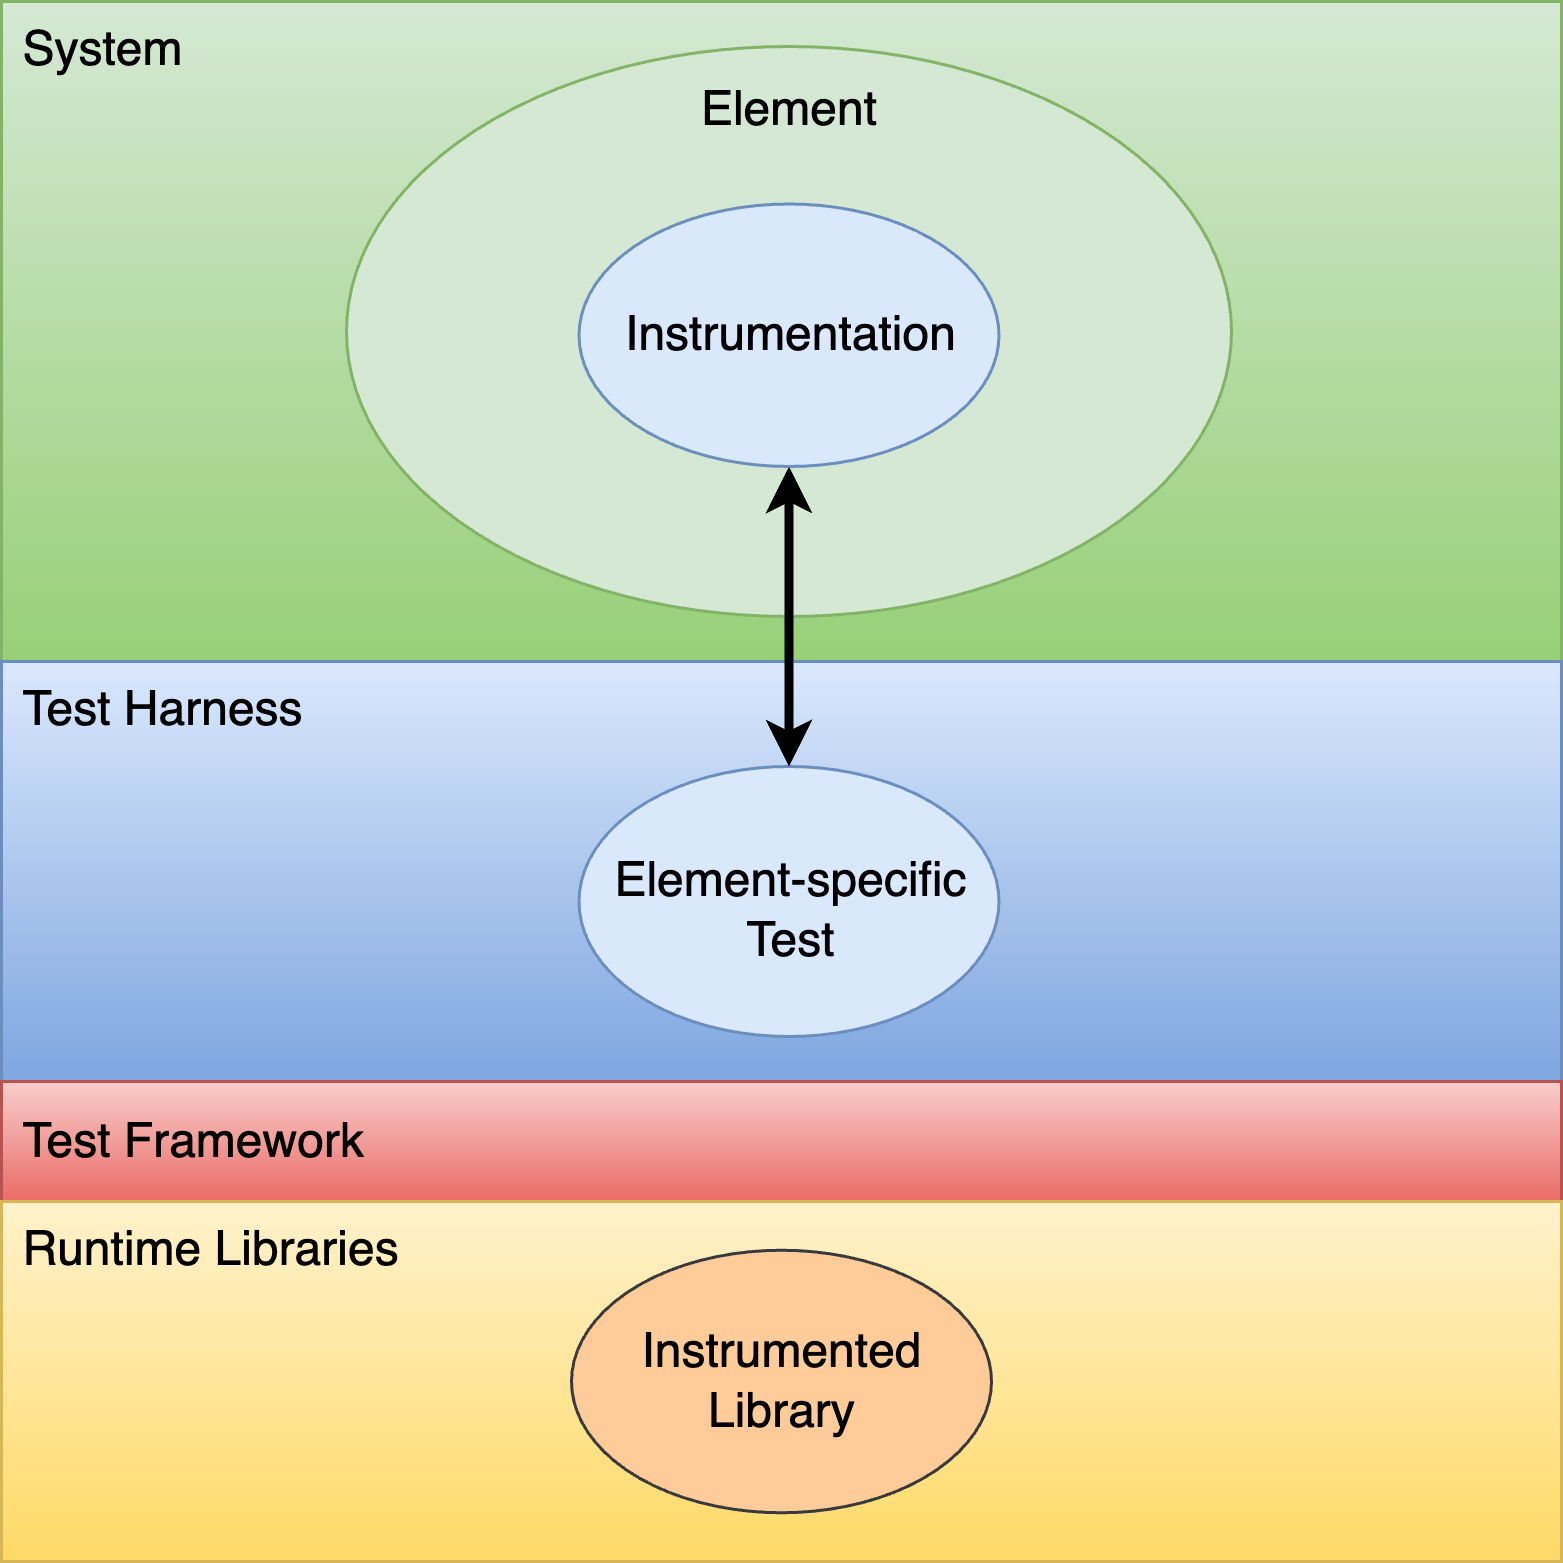 System
Element
Instrumentation
Test Harness
Element-specific
Test
Test Framework
Runtime Libraries
Instrumented
Library